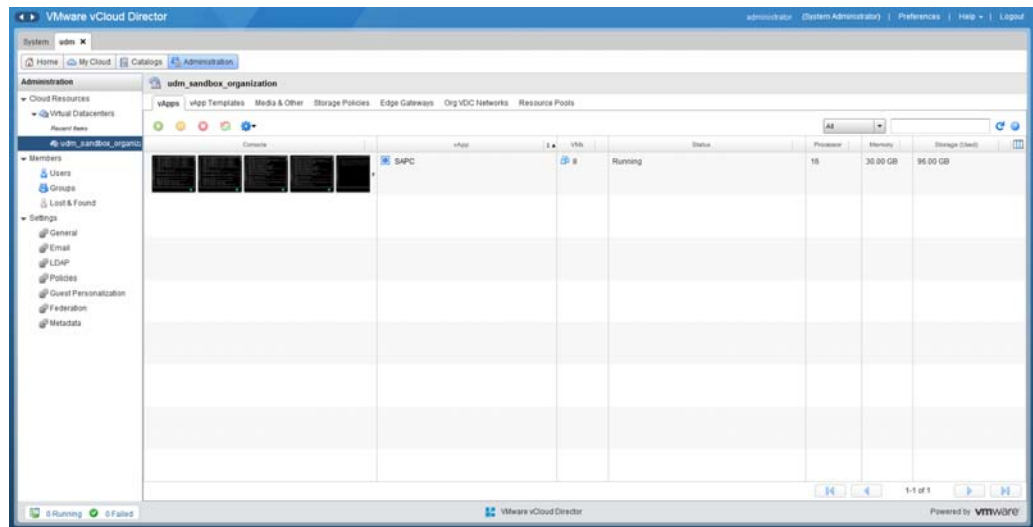 VMware vCloud Director
administrator (System Administrator) | Preferences | Help | Logout
System udm
Home My Cloud Catalogs Administration
Administration
udm_sandbox_organization
Cloud Resources
Virtual Datacenters
Recent Items
udm_sandbox_organiz
Members
Users
Groups
Lost & Found
Settings
General
Email
LDAP
Policies
Guest Personalization
Federation
Metadata
vApps vApp Templates Media & Other Storage Policies Edge Gateways Org VDC Networks Resource Pools
All
Console vApp 1 VMs Status Processor Memory Storage (Used)
SAPC 8 Running 16 30.00 GB 96.00 GB
1-1 of 1
0 Running 0 Failed
VMware vCloud Director
Powered by vmware